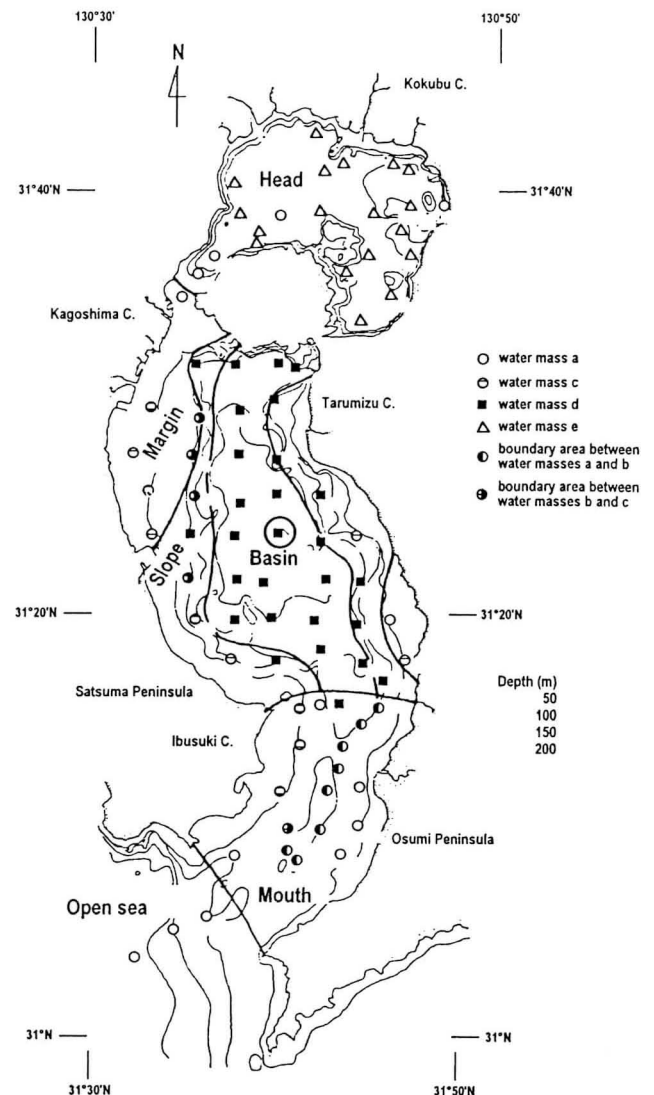 130°30'
130°50'
N
Kokubu C.
31°40'N
Head
31°40'N
Kagoshima C.
water mass a
water mass c
water mass d
water mass e
boundary area between
water masses a and b
boundary area between
water masses b and c
Tarumizu C.
Margin
Basin
Slope
31°20'N
31°20'N
Satsuma Peninsula
Depth (m)
50
100
150
200
Ibusuki C.
Osumi Peninsula
Mouth
Open sea
31°N
31°N
31°30'N
31°50'N